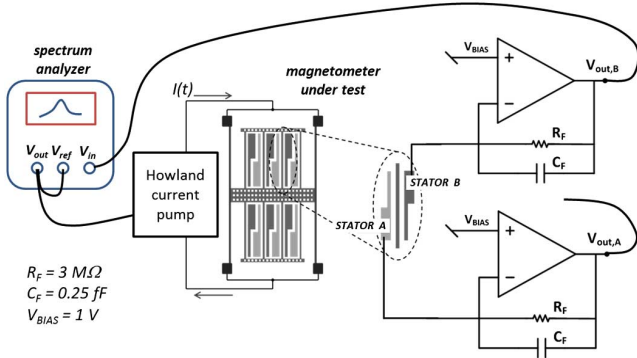 spectrum
analyzer
V_out V_ref V_in
I(t)
magnetometer
under test
Howland
current
pump
STATOR B
STATOR A
V_BIAS
+
−
V_out,B
R_F
C_F
V_BIAS
+
−
V_out,A
R_F
C_F
R_F = 3 MΩ
C_F = 0.25 fF
V_BIAS = 1 V